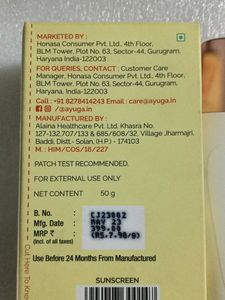 MARKETED BY :
Honasa Consumer Pvt. Ltd., 4th Floor,
BLM Tower, Plot No. 63, Sector-44, Gurugram,
Haryana India-122003
FOR QUERIES, CONTACT : Customer Care
Manager, Honasa Consumer Pvt. Ltd., 4th Floor,
BLM Tower, Plot No. 63, Sector-44, Gurugram,
Haryana, India-122003
Call : +91 8278414243 Email : care@ayuga.in
/@ayuga.in
MANUFACTURED BY :
Alaina Healthcare Pvt. Ltd. Khasra No.
127-132,707/133 & 685/608/32, Village Jharmajri,
Baddi, Distt - Solan, (H.P.) - 174103
M. : HIM/COS/16/227
PATCH TEST RECOMMENDED.
FOR EXTERNAL USE ONLY
NET CONTENT 50 g
B. No. : CJ23002
Mfg. Date : MAY 23
MRP ₹ : 399.00
(incl. of all taxes) (RS.7.98/g)
Use Before 24 Months From Manufactured
SUNSCREEN